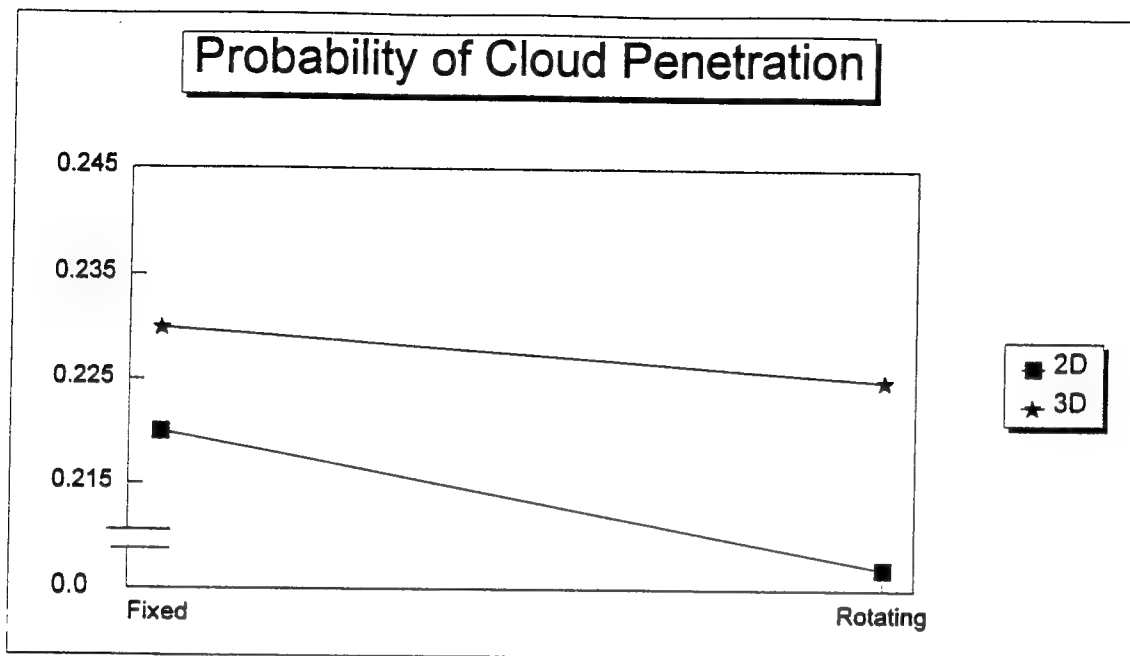 Probability of Cloud Penetration
0.245
0.235
0.225
0.215
0.0
Fixed
Rotating
2D
3D